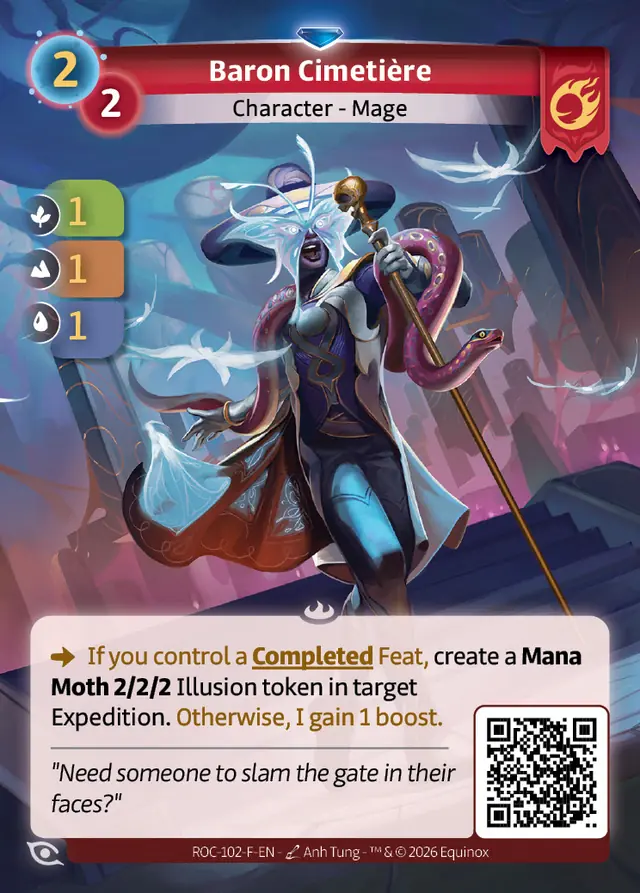 2
Baron Cimetière
2
Character - Mage
1
1
1
If you control a Completed Feat, create a Mana
Moth 2/2/2 Illusion token in target
Expedition. Otherwise, I gain 1 boost.
"Need someone to slam the gate in their
faces?"
ROC-102-F-EN - Anh Tung - ™ & © 2026 Equinox